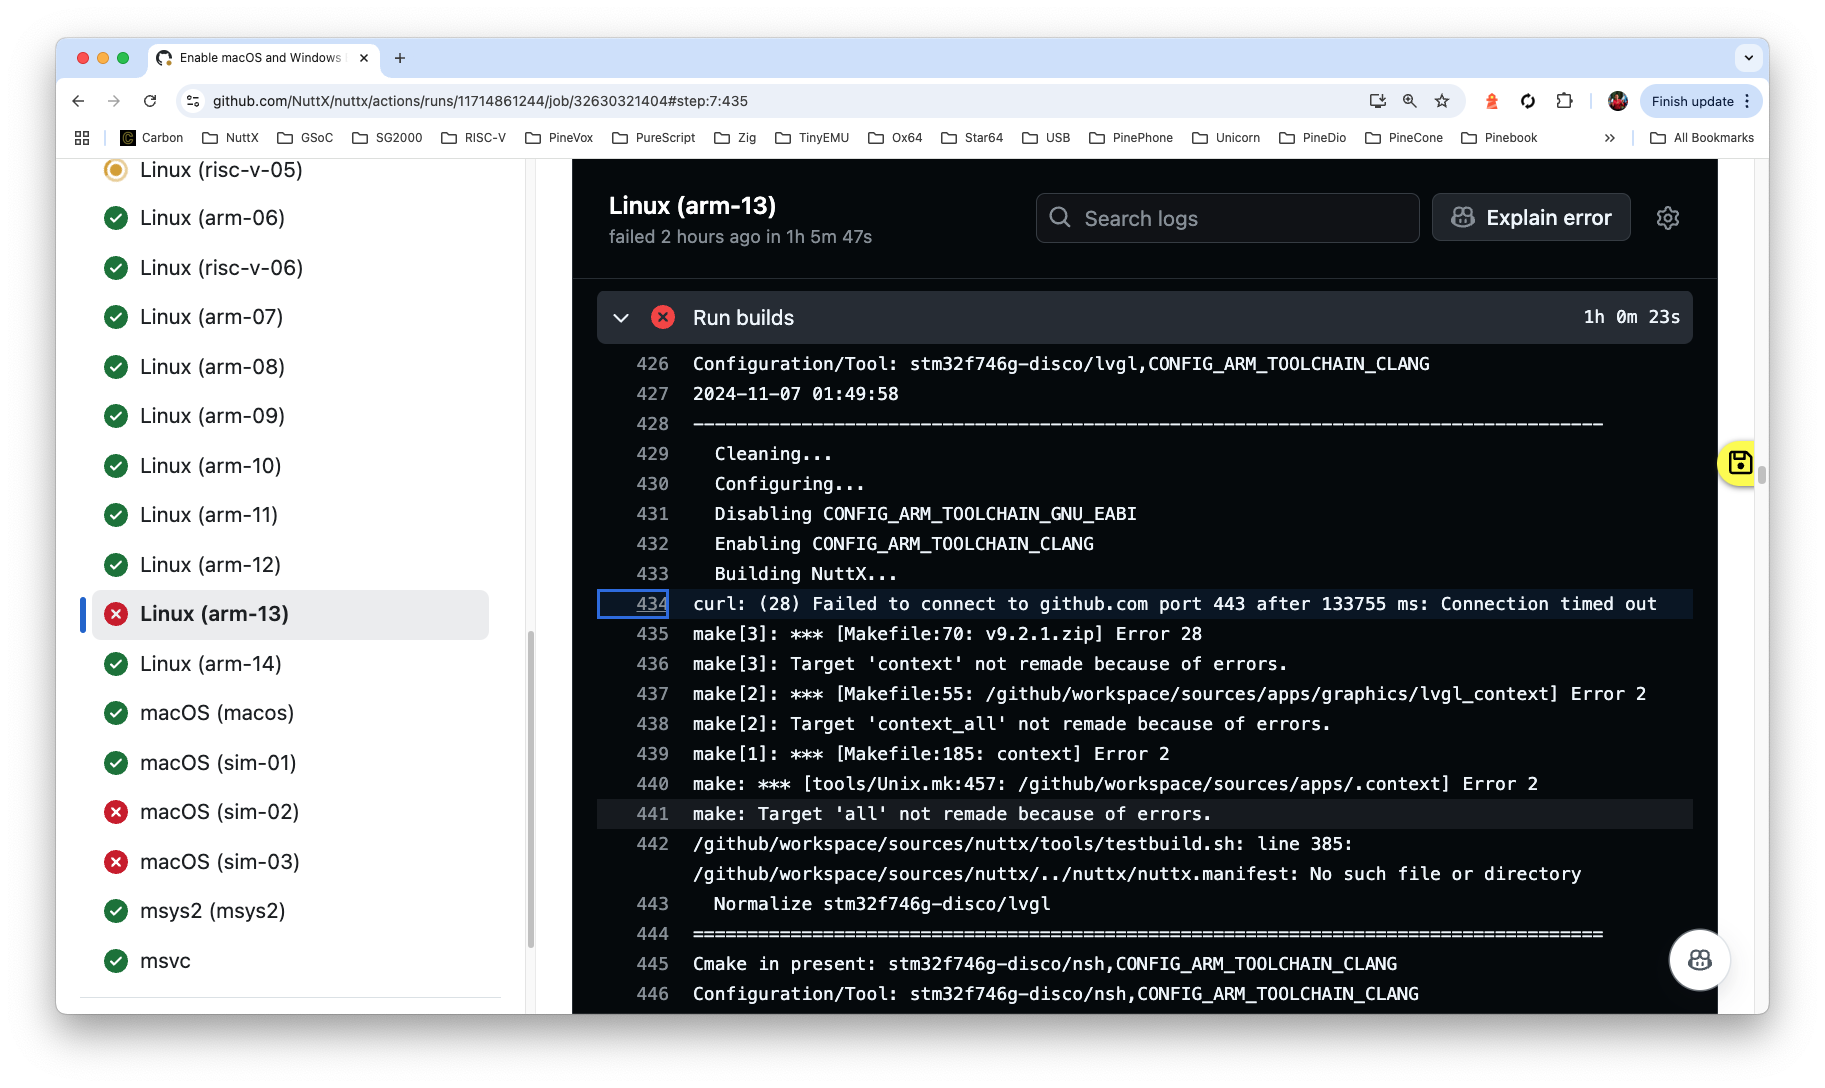 Enable macOS and Windows
github.com/NuttX/nuttx/actions/runs/11714861244/job/32630321404#step:7:435
Finish update
Carbon
NuttX
GSoC
SG2000
RISC-V
PineVox
PureScript
Zig
TinyEMU
Ox64
Star64
USB
PinePhone
Unicorn
PineDio
PineCone
Pinebook
All Bookmarks
Linux (risc-v-05)
Linux (arm-06)
Linux (risc-v-06)
Linux (arm-07)
Linux (arm-08)
Linux (arm-09)
Linux (arm-10)
Linux (arm-11)
Linux (arm-12)
Linux (arm-13)
Linux (arm-14)
macOS (macos)
macOS (sim-01)
macOS (sim-02)
macOS (sim-03)
msys2 (msys2)
msvc
Linux (arm-13)
failed 2 hours ago in 1h 5m 47s
Search logs
Explain error
Run builds
1h 0m 23s
426 Configuration/Tool: stm32f746g-disco/lvgl,CONFIG_ARM_TOOLCHAIN_CLANG
427 2024-11-07 01:49:58
428 ------------------------------------------------------------------------------------
429 Cleaning...
430 Configuring...
431 Disabling CONFIG_ARM_TOOLCHAIN_GNU_EABI
432 Enabling CONFIG_ARM_TOOLCHAIN_CLANG
433 Building NuttX...
434 curl: (28) Failed to connect to github.com port 443 after 133755 ms: Connection timed out
435 make[3]: *** [Makefile:70: v9.2.1.zip] Error 28
436 make[3]: Target 'context' not remade because of errors.
437 make[2]: *** [Makefile:55: /github/workspace/sources/apps/graphics/lvgl_context] Error 2
438 make[2]: Target 'context_all' not remade because of errors.
439 make[1]: *** [Makefile:185: context] Error 2
440 make: *** [tools/Unix.mk:457: /github/workspace/sources/apps/.context] Error 2
441 make: Target 'all' not remade because of errors.
442 /github/workspace/sources/nuttx/tools/testbuild.sh: line 385:
/github/workspace/sources/nuttx/../nuttx/nuttx.manifest: No such file or directory
443 Normalize stm32f746g-disco/lvgl
444 ====================================================================================
445 Cmake in present: stm32f746g-disco/nsh,CONFIG_ARM_TOOLCHAIN_CLANG
446 Configuration/Tool: stm32f746g-disco/nsh,CONFIG_ARM_TOOLCHAIN_CLANG